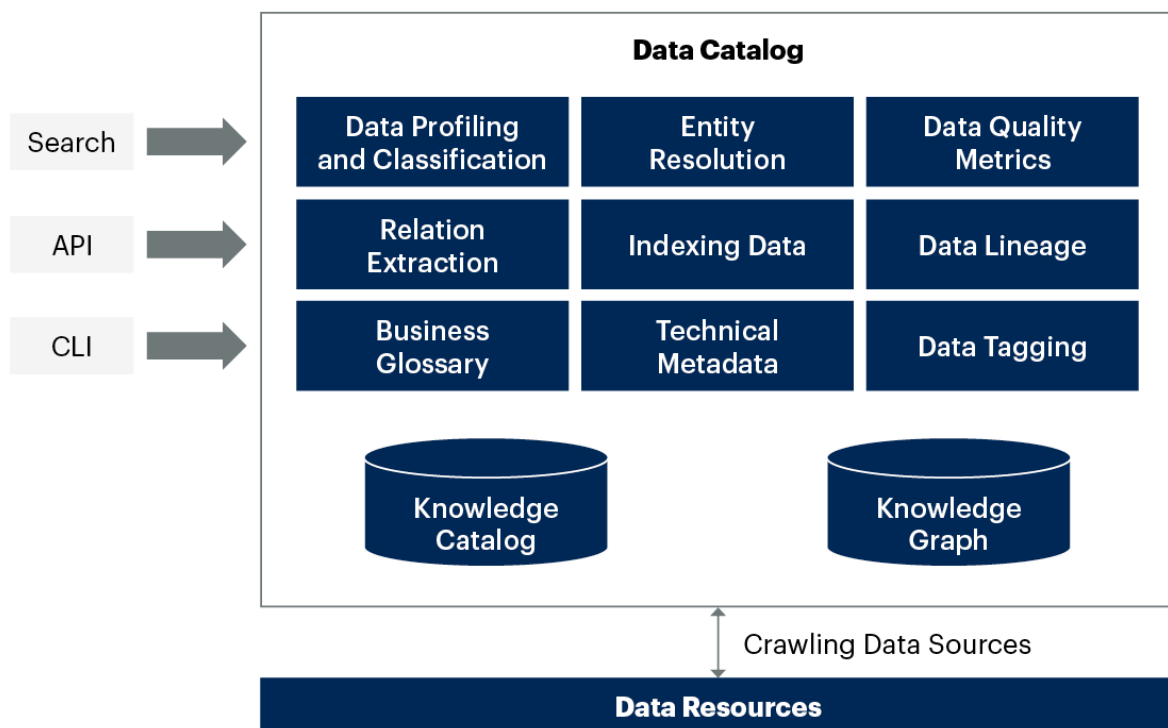 Data Catalog
Search
Data Profiling
and Classification
Entity
Resolution
Data Quality
Metrics
API
Relation
Extraction
Indexing Data
Data Lineage
CLI
Business
Glossary
Technical
Metadata
Data Tagging
Knowledge
Catalog
Knowledge
Graph
Crawling Data Sources
Data Resources